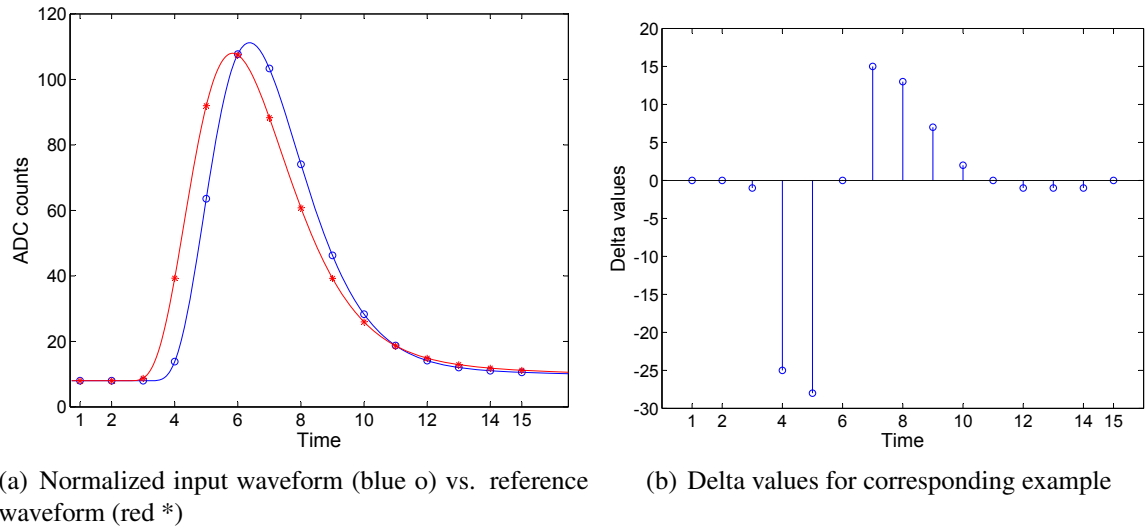 120
100
80
60
40
20
0
ADC counts
1 2 4 6 8 10 12 14 15
Time
20
15
10
5
0
-5
-10
-15
-20
-25
-30
Delta values
1 2 4 6 8 10 12 14 15
Time
(a) Normalized input waveform (blue o) vs. reference
waveform (red *)
(b) Delta values for corresponding example